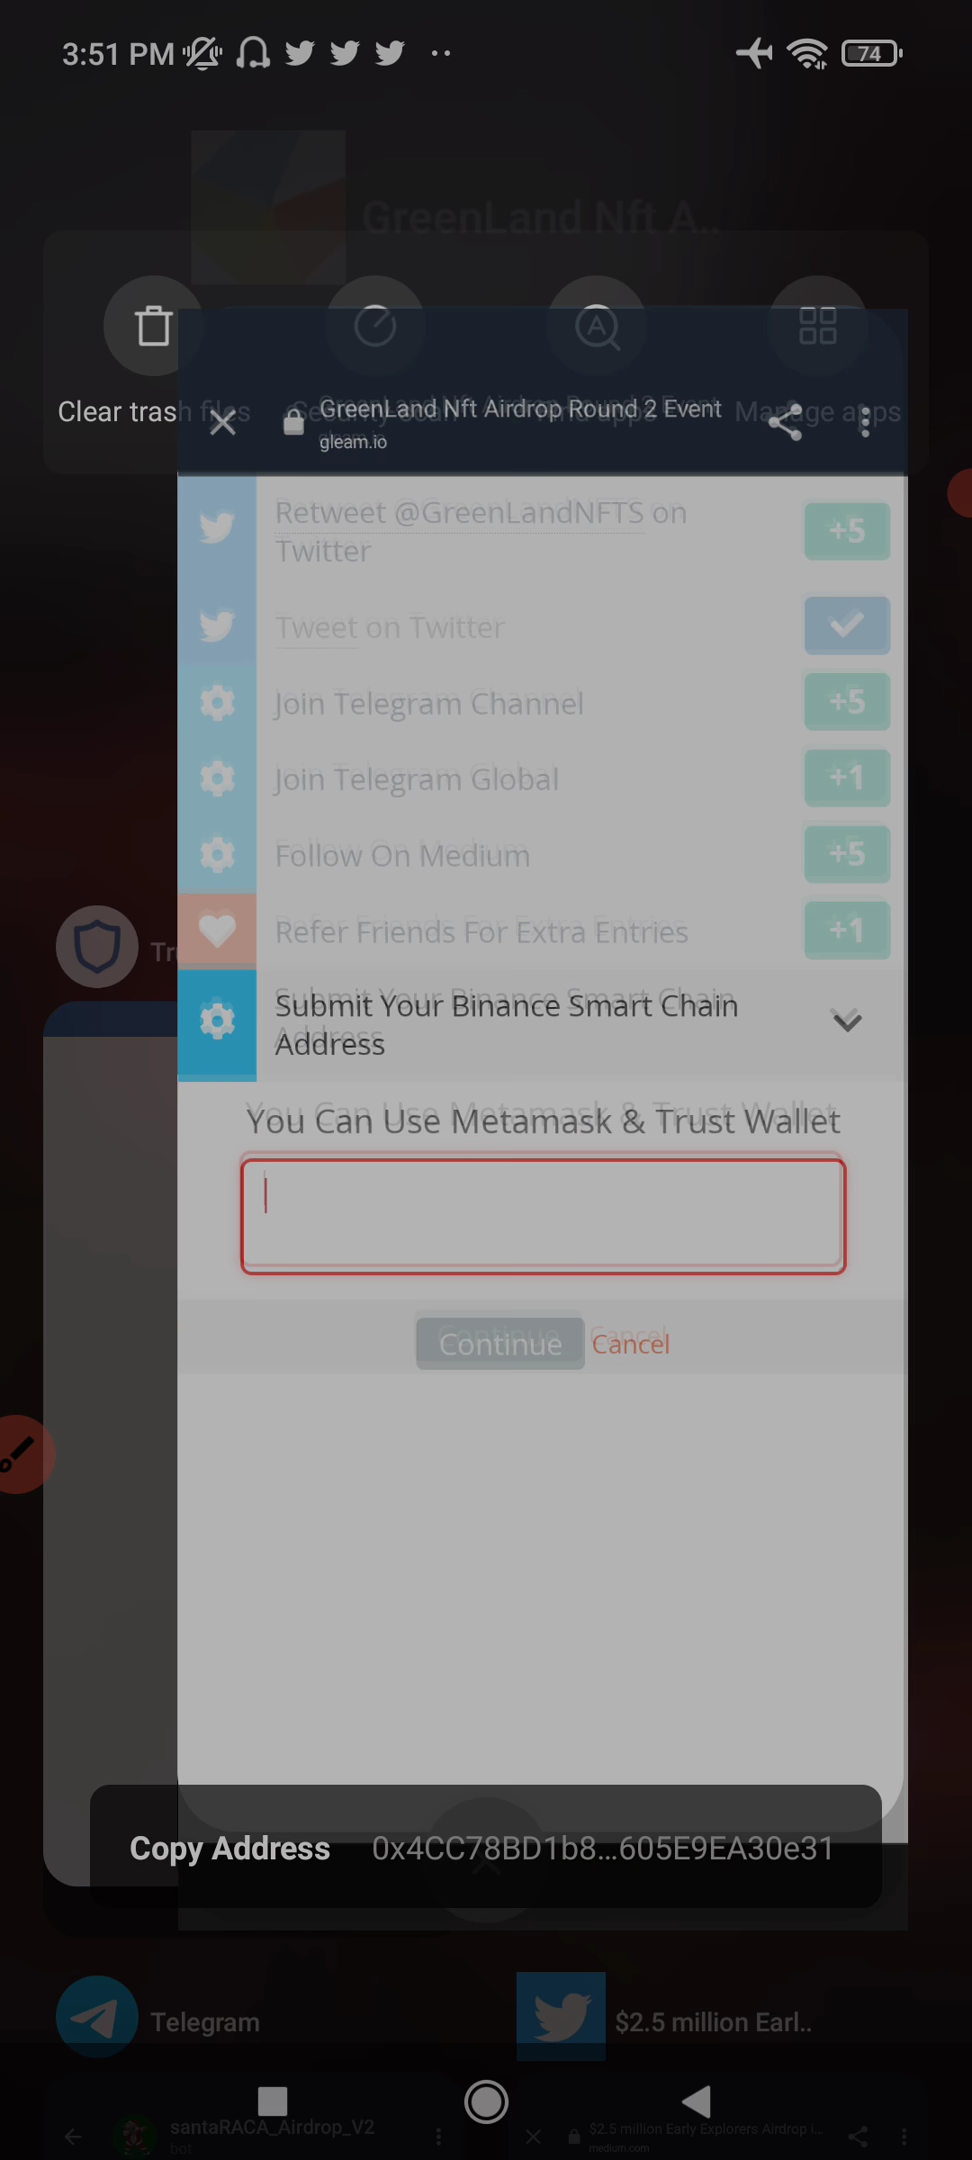 3:51 PM
74
GreenLand Nft A..
Clear trash files
Manage apps
GreenLand Nft Airdrop Round 2 Event
gleam.io
Retweet @GreenLandNFTS on
Twitter
+5
Tweet on Twitter
Join Telegram Channel
+5
Join Telegram Global
+1
Follow On Medium
+5
Refer Friends For Extra Entries
+1
Submit Your Binance Smart Chain
Address
You Can Use Metamask & Trust Wallet
Continue
Cancel
Copy Address 0x4CC78BD1b8...605E9EA30e31
Telegram
$2.5 million Earl..
santaRACA_Airdrop_V2
bot
$2.5 million Early Explorers Airdrop i...
medium.com